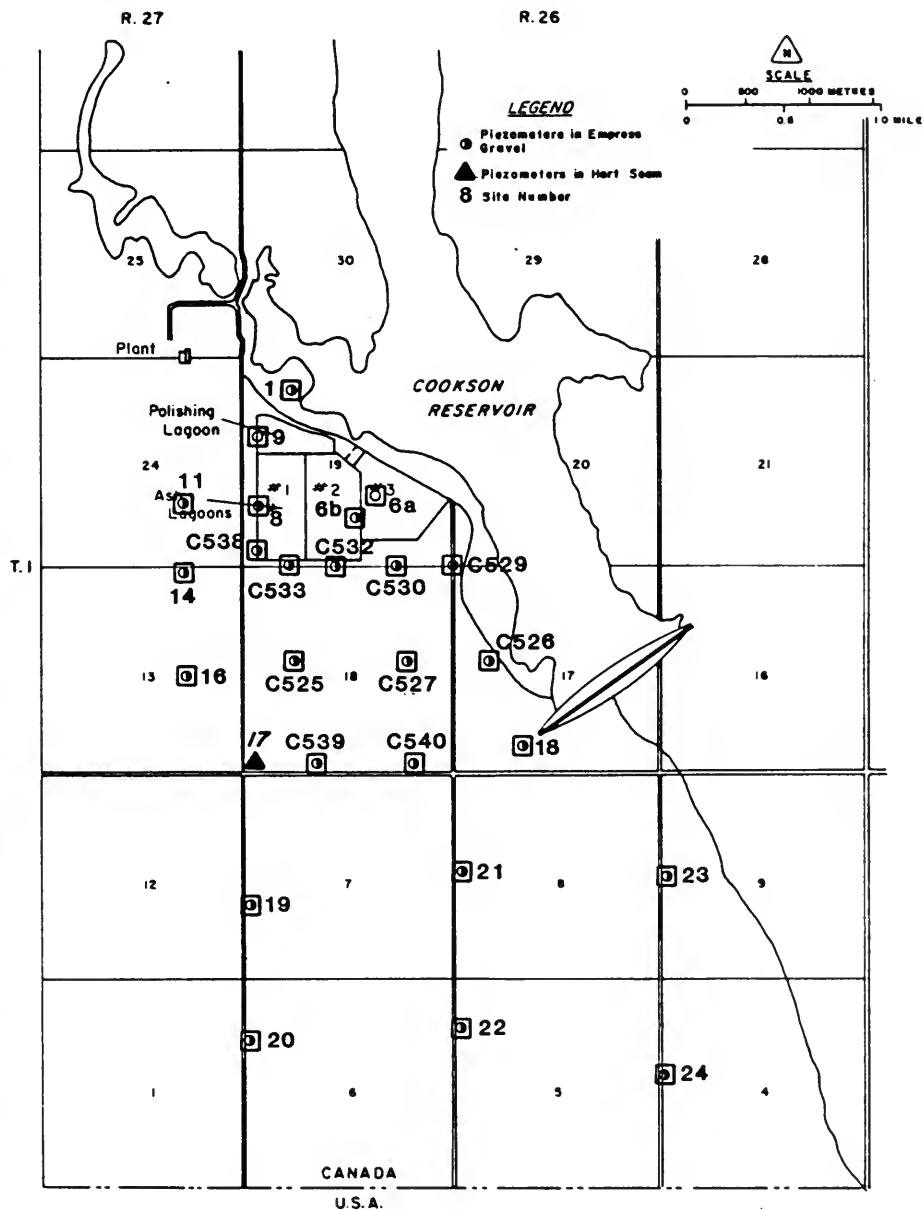 R. 27
R. 26
N
SCALE
0 500 1000 METRES
0 0.5 1.0 MILE
LEGEND
Piezometers in Empress
Gravel
Piezometers in Hart Seam
8 Site Number
25
30
29
28
Plant
1
COOKSON
RESERVOIR
Polishing
Lagoon
9
24
19
20
21
11
#1
#2
#3
6a
Ash
Lagoons
8
6b
C538
C532
T. 1
C533
C530
C529
14
C526
13
16
C525
18
C527
17
16
17
C539
C540
18
12
7
21
8
23
9
19
20
22
24
1
6
5
4
CANADA
U.S.A.